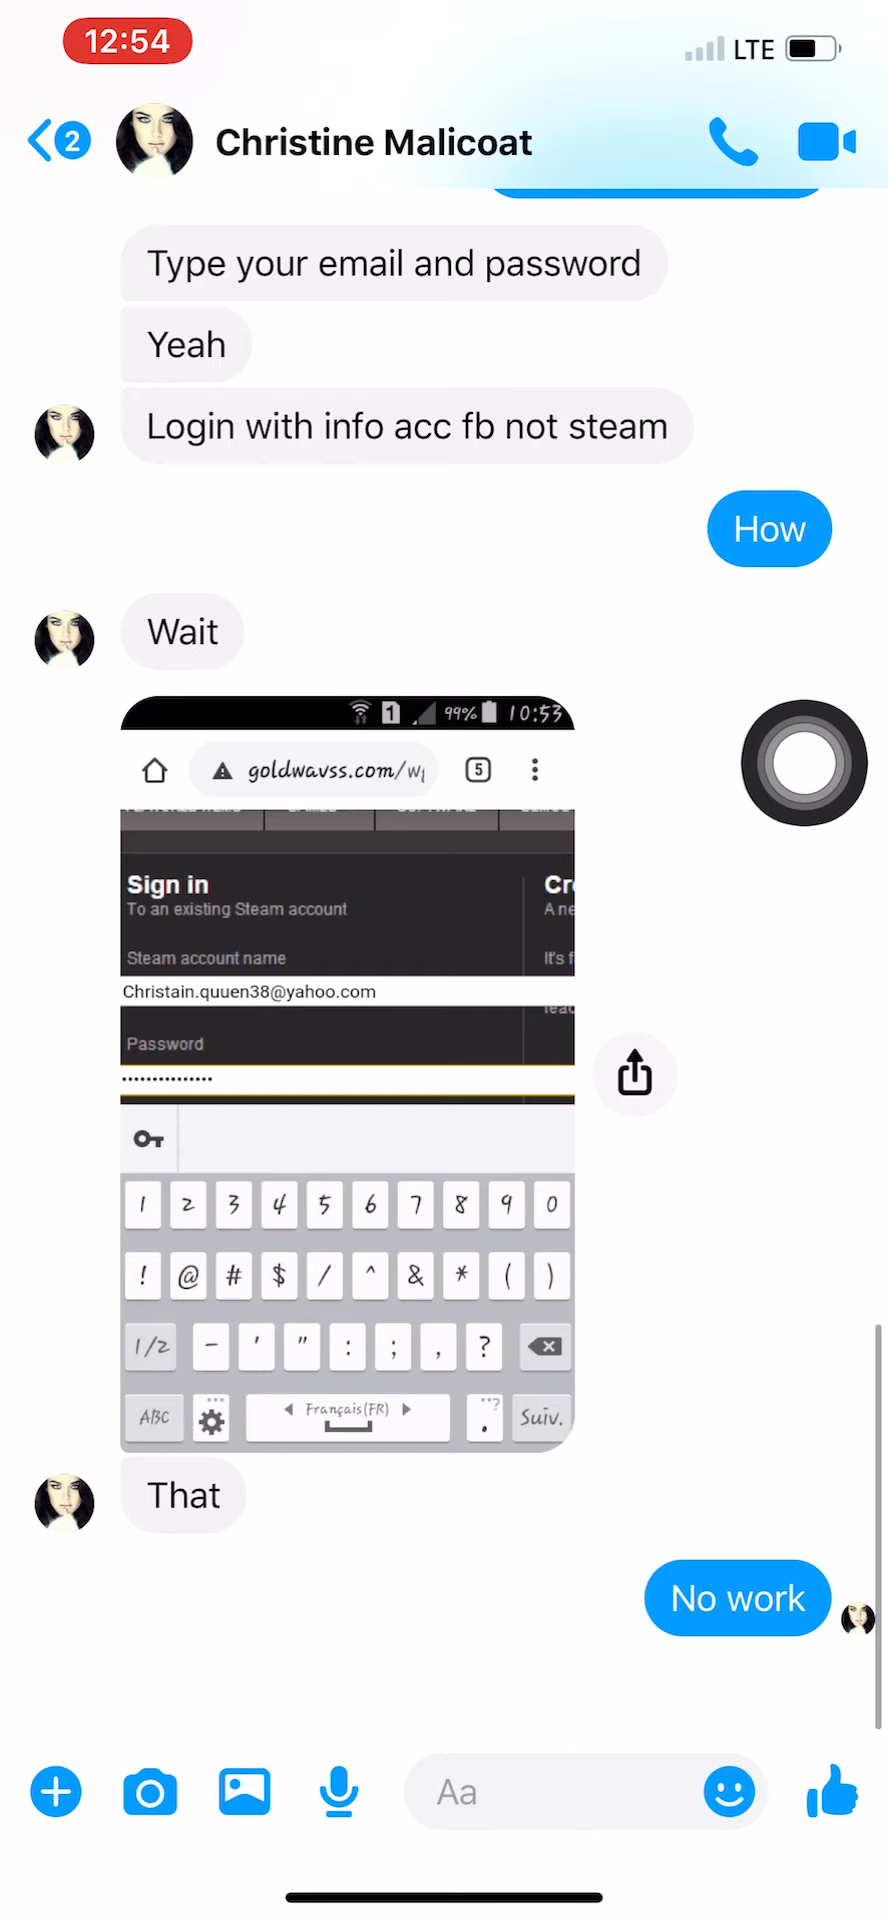 12:54
LTE
2
Christine Malicoat
Type your email and password
Yeah
Login with info acc fb not steam
How
Wait
1 99% 10:53
goldwavss.com/w
5
Sign in
To an existing Steam account
Steam account name
It's f
Christain.quuen38@yahoo.com
Password
•••••••••••••••
1 2 3 4 5 6 7 8 9 0
! @ # $ / ^ & * ( )
1/2 - ' " : ; , ?
ABC Français(FR) . Suiv.
That
No work
Aa